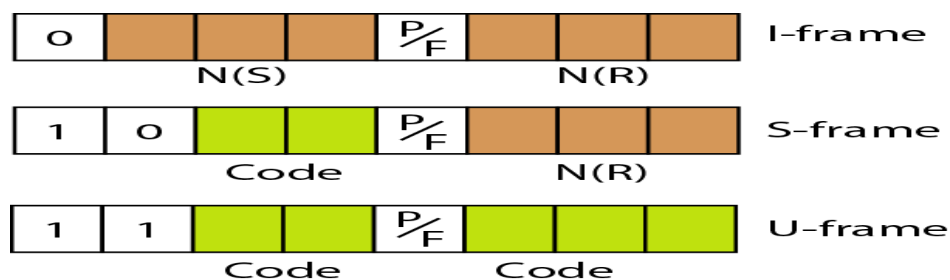 0 P/F I-frame
N(S) N(R)
1 0 P/F S-frame
Code N(R)
1 1 P/F U-frame
Code Code